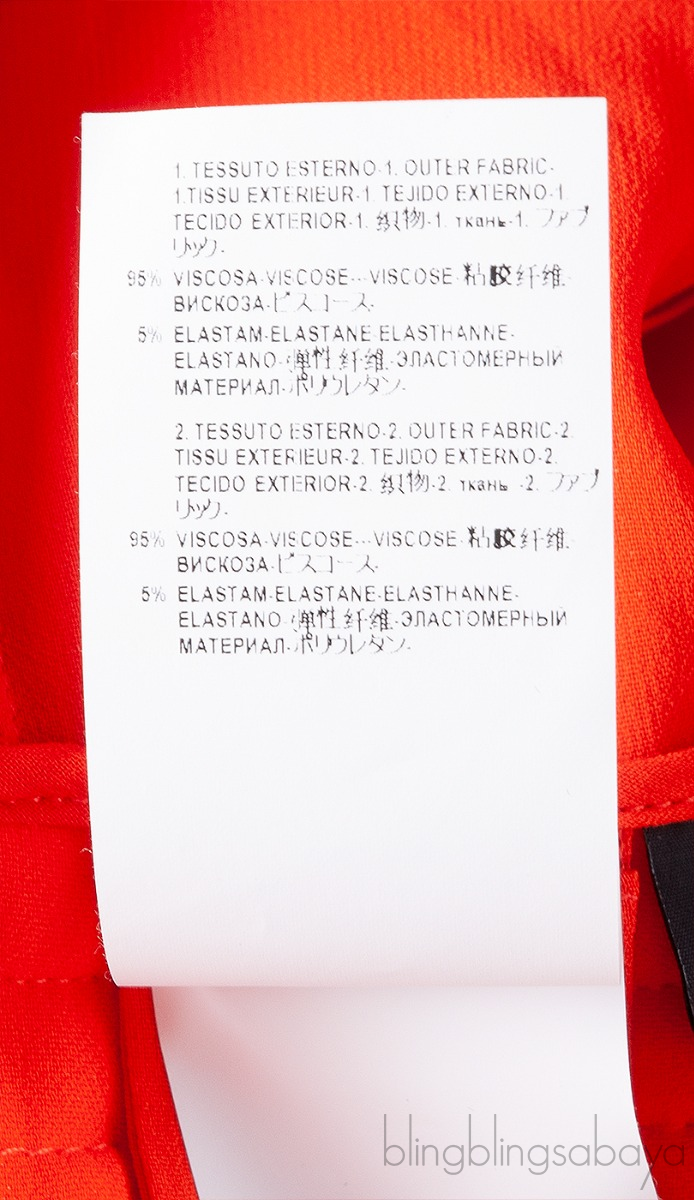 1. TESSUTO ESTERNO-1. OUTER FABRIC-
1.TISSU EXTERIEUR-1. TEJIDO EXTERNO-1.
TECIDO EXTERIOR-1. 织物-1. ткань-1. ファブ
リック-
95% VISCOSA-VISCOSE---VISCOSE-粘胶纤维-
ВИСКОЗА-ビスコース-
5% ELASTAM-ELASTANE-ELASTHANNE-
ELASTANO-弹性纤维-ЭЛАСТОМЕРНЫЙ
МАТЕРИАЛ-ポリウレタン-
2. TESSUTO ESTERNO-2. OUTER FABRIC-2.
TISSU EXTERIEUR-2. TEJIDO EXTERNO-2.
TECIDO EXTERIOR-2. 织物-2. ткань -2. ファブ
リック-
95% VISCOSA-VISCOSE---VISCOSE-粘胶纤维-
ВИСКОЗА-ビスコース-
5% ELASTAM-ELASTANE-ELASTHANNE-
ELASTANO-弹性纤维-ЭЛАСТОМЕРНЫЙ
МАТЕРИАЛ-ポリウレタン-
blingblingsabaya